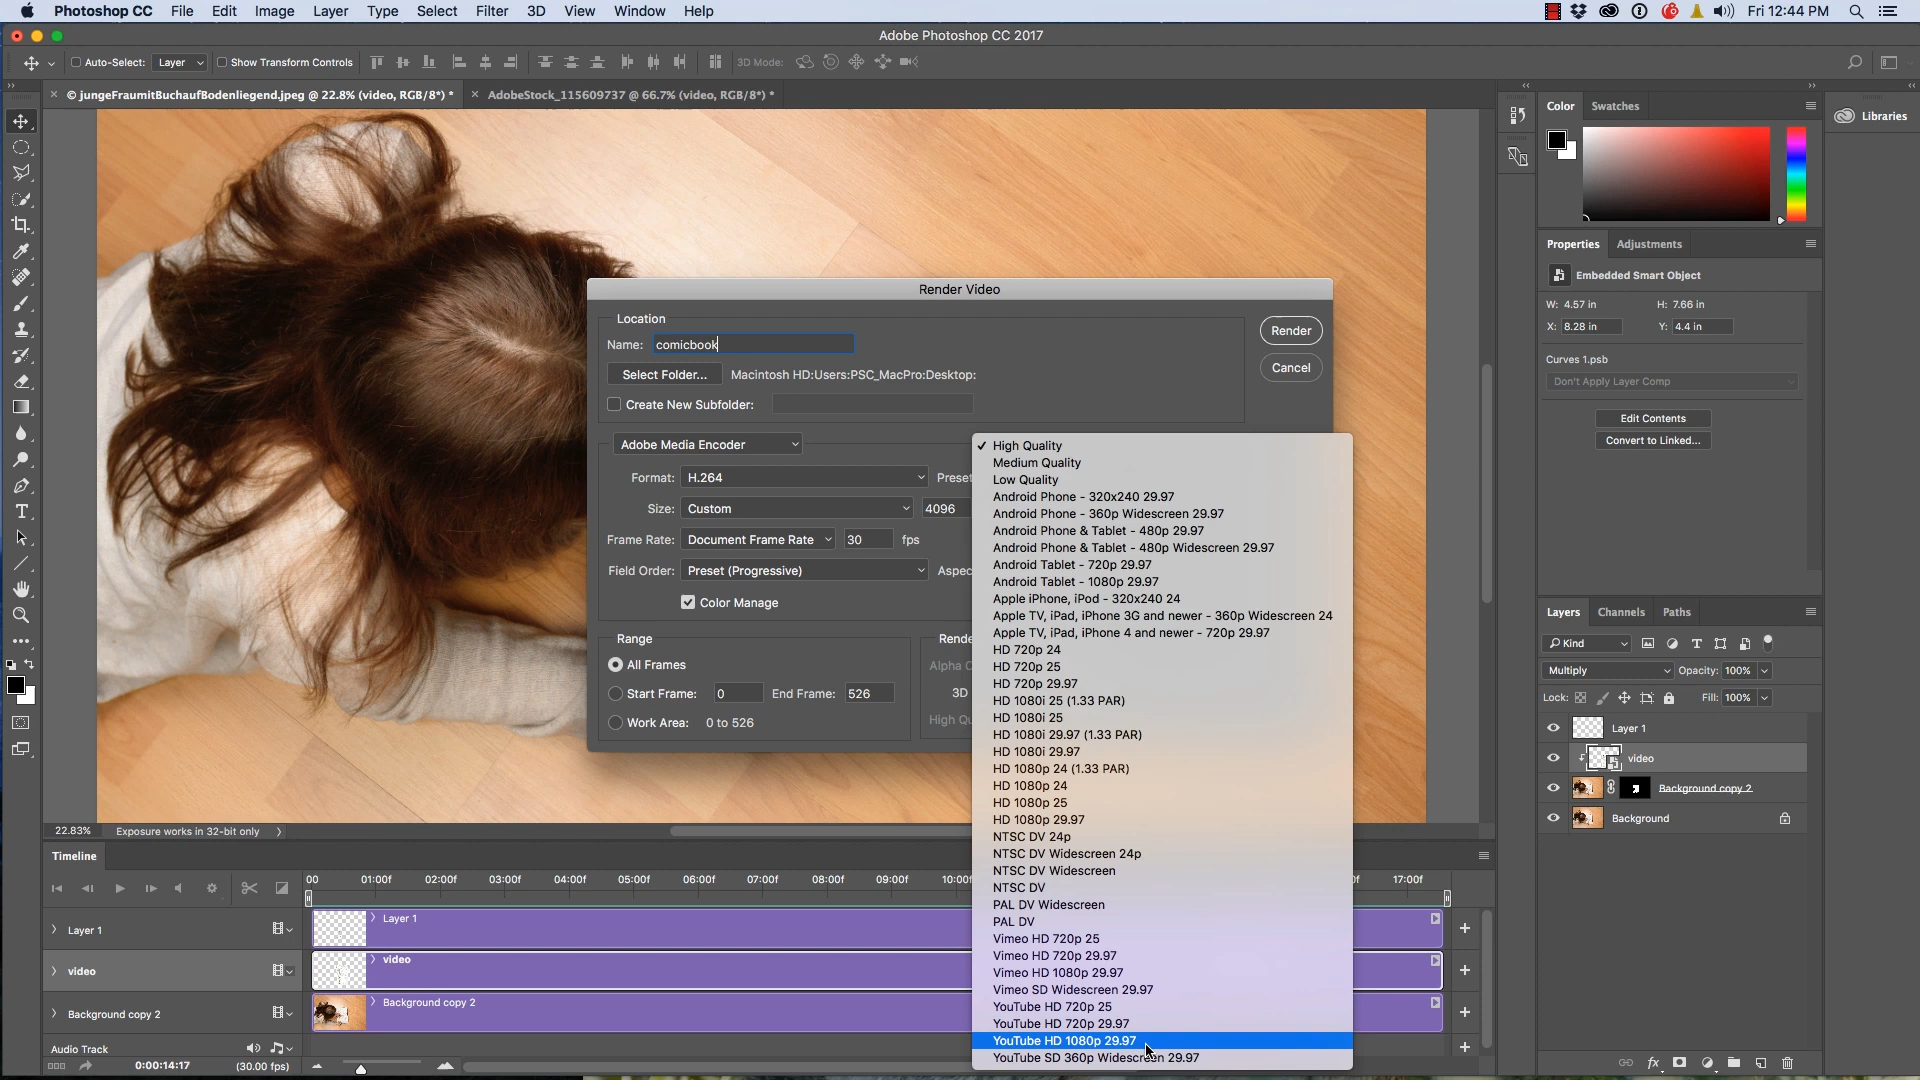 Photoshop CC File Edit Image Layer Type Select Filter 3D View Window Help Fri 12:44 PM
Adobe Photoshop CC 2017
Auto-Select: Layer Show Transform Controls 3D Mode:
© jungeFraumitBuchaufBodenliegend.jpeg @ 22.8% (video, RGB/8*) * AdobeStock_115609737 @ 66.7% (video, RGB/8*) *
Color Swatches
Libraries
Properties Adjustments
Embedded Smart Object
W: 4.57 in H: 7.66 in
X: 8.28 in Y: 4.4 in
Curves 1.psb
Don't Apply Layer Comp
Edit Contents
Convert to Linked...
Render Video
Location
Name: comicbook
Render
Select Folder... Macintosh HD:Users:PSC_MacPro:Desktop:
Cancel
Create New Subfolder:
Adobe Media Encoder
Format: H.264 Preset
Size: Custom 4096
Frame Rate: Document Frame Rate 30 fps
Field Order: Preset (Progressive) Aspec
Color Manage
Range
All Frames
Start Frame: 0 End Frame: 526
Work Area: 0 to 526
Rende
Alpha C
3D
High Qu
High Quality
Medium Quality
Low Quality
Android Phone - 320x240 29.97
Android Phone - 360p Widescreen 29.97
Android Phone & Tablet - 480p 29.97
Android Phone & Tablet - 480p Widescreen 29.97
Android Tablet - 720p 29.97
Android Tablet - 1080p 29.97
Apple iPhone, iPod - 320x240 24
Apple TV, iPad, iPhone 3G and newer - 360p Widescreen 24
Apple TV, iPad, iPhone 4 and newer - 720p 29.97
HD 720p 24
HD 720p 25
HD 720p 29.97
HD 1080i 25 (1.33 PAR)
HD 1080i 25
HD 1080i 29.97 (1.33 PAR)
HD 1080i 29.97
HD 1080p 24 (1.33 PAR)
HD 1080p 24
HD 1080p 25
HD 1080p 29.97
NTSC DV 24p
NTSC DV Widescreen 24p
NTSC DV Widescreen
NTSC DV
PAL DV Widescreen
PAL DV
Vimeo HD 720p 25
Vimeo HD 720p 29.97
Vimeo HD 1080p 29.97
Vimeo SD Widescreen 29.97
YouTube HD 720p 25
YouTube HD 720p 29.97
YouTube HD 1080p 29.97
YouTube SD 360p Widescreen 29.97
Layers Channels Paths
Kind
Multiply Opacity: 100%
Lock: Fill: 100%
Layer 1
video
Background copy 2
Background
fx
22.83% Exposure works in 32-bit only
Timeline
00 01:00f 02:00f 03:00f 04:00f 05:00f 06:00f 07:00f 08:00f 09:00f 10:00f 17:00f
Layer 1 Layer 1
video video
Background copy 2 Background copy 2
Audio Track
0:00:14:17 (30.00 fps)